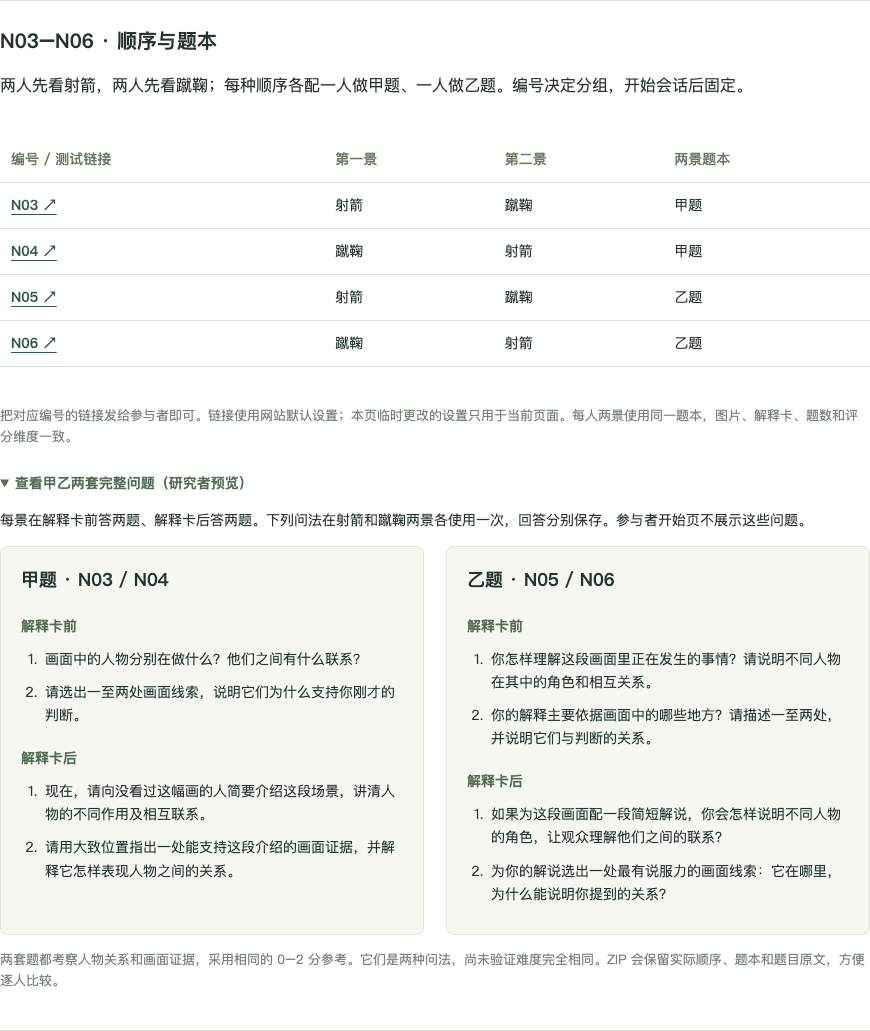 N03—N06 · 顺序与题本
两人先看射箭，两人先看蹴鞠；每种顺序各配一人做甲题、一人做乙题。编号决定分组，开始会话后固定。
编号 / 测试链接 第一景 第二景 两景题本
N03 ↗ 射箭 蹴鞠 甲题
N04 ↗ 蹴鞠 射箭 甲题
N05 ↗ 射箭 蹴鞠 乙题
N06 ↗ 蹴鞠 射箭 乙题
把对应编号的链接发给参与者即可。链接使用网站默认设置；本页临时更改的设置只用于当前页面。每人两景使用同一题本，图片、解释卡、题数和评
分维度一致。
▼ 查看甲乙两套完整问题（研究者预览）
每景在解释卡前答两题、解释卡后答两题。下列问法在射箭和蹴鞠两景各使用一次，回答分别保存。参与者开始页不展示这些问题。
甲题 · N03 / N04
解释卡前
1. 画面中的人物分别在做什么？他们之间有什么联系？
2. 请选出一至两处画面线索，说明它们为什么支持你刚才的
判断。
解释卡后
1. 现在，请向没看过这幅画的人简要介绍这段场景，讲清人
物的不同作用及相互联系。
2. 请用大致位置指出一处能支持这段介绍的画面证据，并解
释它怎样表现人物之间的关系。
乙题 · N05 / N06
解释卡前
1. 你怎样理解这段画面里正在发生的事情？请说明不同人物
在其中的角色和相互关系。
2. 你的解释主要依据画面中的哪些地方？请描述一至两处，
并说明它们与判断的关系。
解释卡后
1. 如果为这段画面配一段简短解说，你会怎样说明不同人物
的角色，让观众理解他们之间的联系？
2. 为你的解说选出一处最有说服力的画面线索：它在哪里，
为什么能说明你提到的关系？
两套题都考察人物关系和画面证据，采用相同的 0—2 分参考。它们是两种问法，尚未验证难度完全相同。ZIP 会保留实际顺序、题本和题目原文，方便
逐人比较。